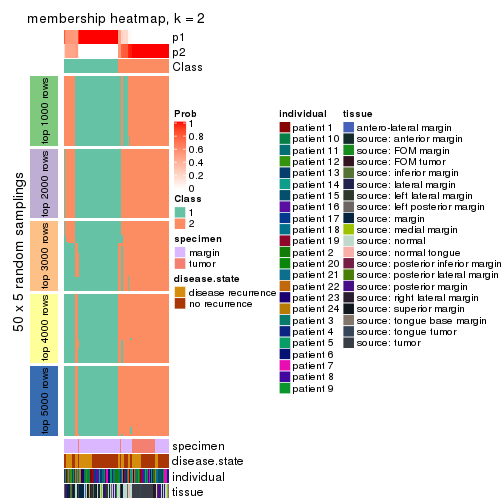 membership heatmap, k = 2
p1
p2
Class
50 x 5 random samplings
top 1000 rows
top 2000 rows
top 3000 rows
top 4000 rows
top 5000 rows
specimen
disease.state
individual
tissue
Prob
1
0.8
0.6
0.4
0.2
0
Class
1
2
specimen
margin
tumor
disease.state
disease recurrence
no recurrence
individual
patient 1
patient 10
patient 11
patient 12
patient 13
patient 14
patient 15
patient 16
patient 17
patient 18
patient 19
patient 2
patient 20
patient 21
patient 22
patient 23
patient 24
patient 3
patient 4
patient 5
patient 6
patient 7
patient 8
patient 9
tissue
antero-lateral margin
source: anterior margin
source: FOM margin
source: FOM tumor
source: inferior margin
source: lateral margin
source: left lateral margin
source: left posterior margin
source: margin
source: medial margin
source: normal
source: normal tongue
source: posterior inferior margin
source: posterior lateral margin
source: posterior margin
source: right lateral margin
source: superior margin
source: tongue base margin
source: tongue tumor
source: tumor